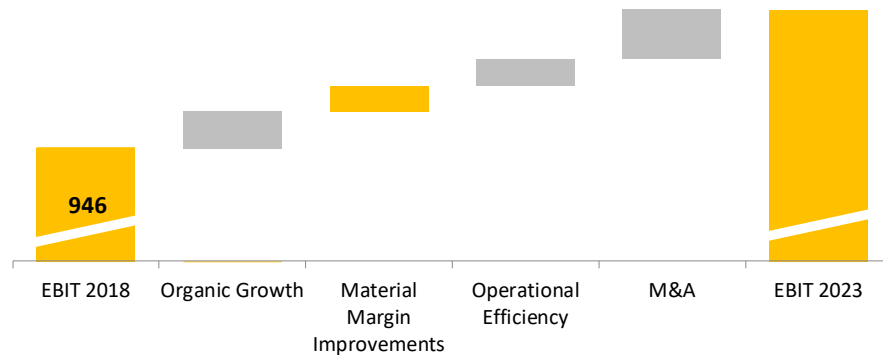 946
EBIT 2018
Organic Growth
Material
Margin
Improvements
Operational
Efficiency
M&A
EBIT 2023